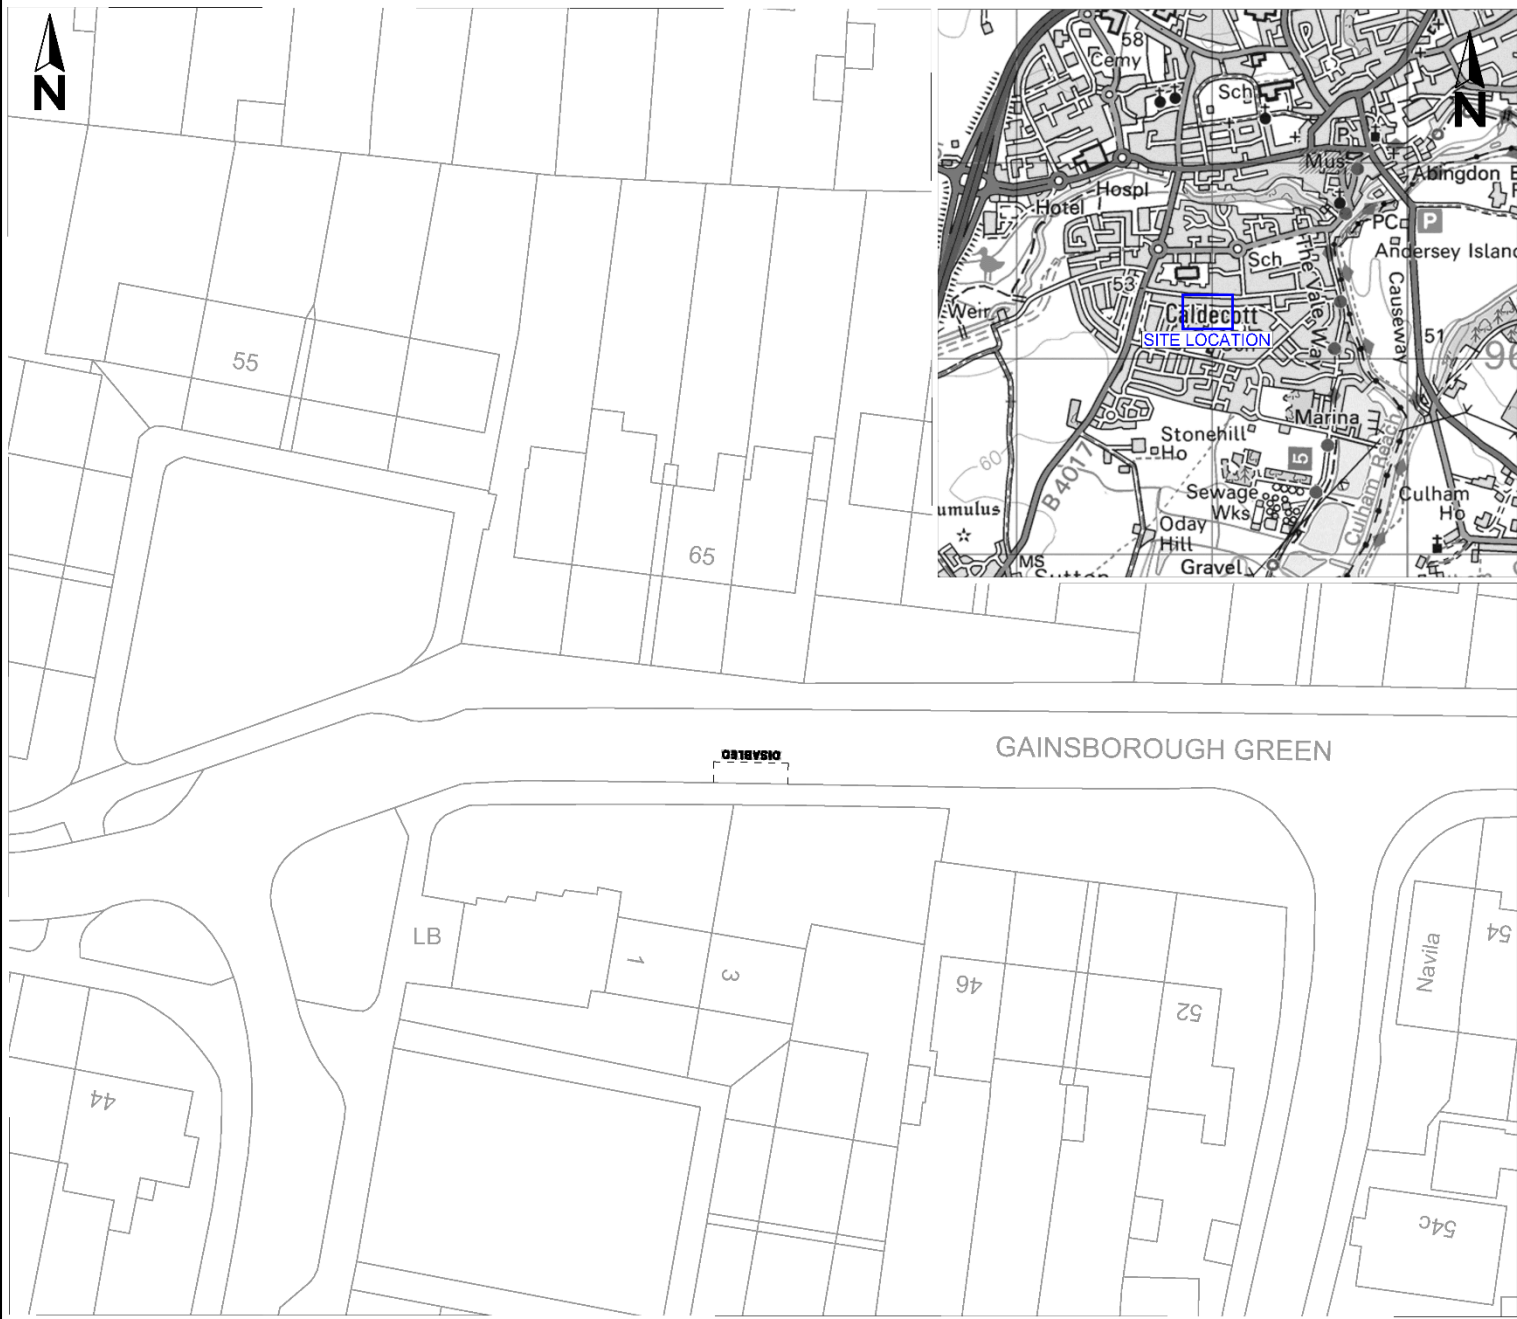 N
55
65
DISABLED
GAINSBOROUGH GREEN
LB
1
3
46
52
Navila
54
44
54c
58
Cemy
Sch
N
Mus
Abingdon
Hospl
Hotel
PC
P
Andersey Island
Sch
The Vale Way
Causeway
53
Weir
Caldecott
SITE LOCATION
51
Marina
Stonehill
Ho
60
B 4017
5
Sewage
Wks
Culham Reach
Culham
Ho
umulus
Oday
Hill
MS
Gravel
Sutton